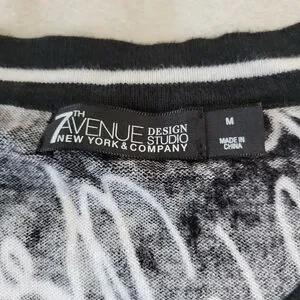 7TH AVENUE DESIGN STUDIO
NEW YORK & COMPANY
M
MADE IN
CHINA